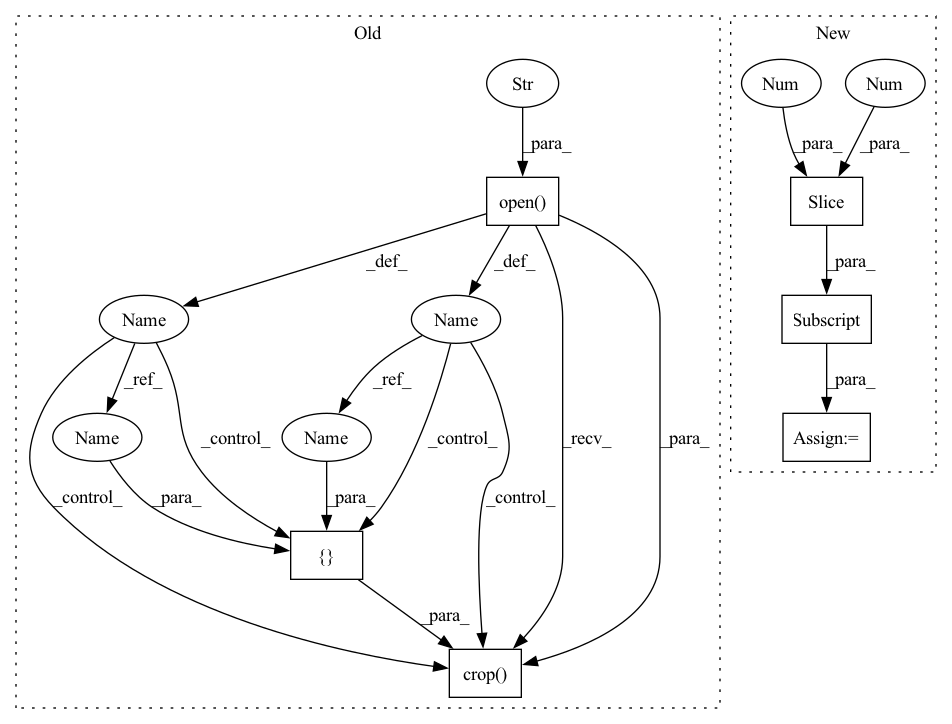 Old
New
Str
Num
Num
_para_
_para_
_para_
open()
Slice
_def_
_def_
_para_
Name
Name
Subscript
_ref_
_ref_
_para_
Name
Name
_control_
_control_
_recv_
_para_
Assign:=
_control_
_para_
_para_
_control_
{}
_para_
crop()